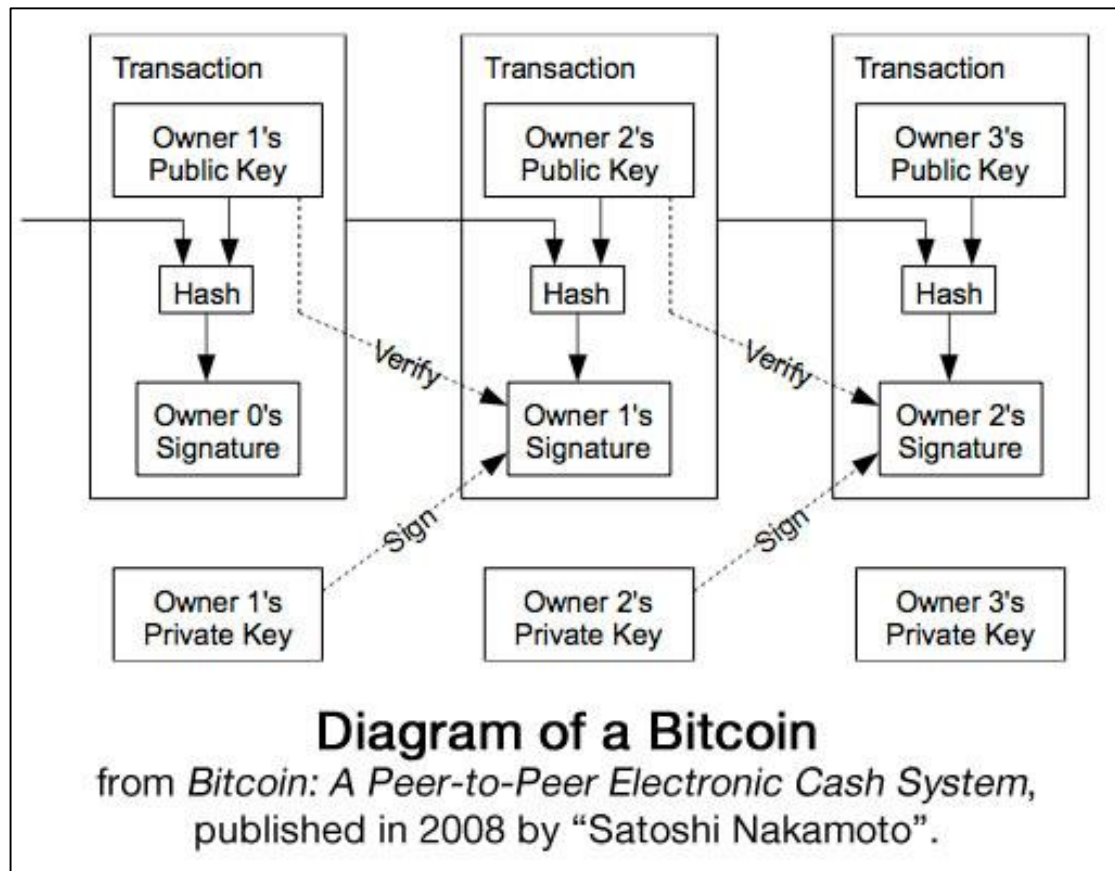 Transaction
Owner 1's
Public Key
Hash
Owner 0's
Signature
Transaction
Owner 2's
Public Key
Hash
Verify
Owner 1's
Signature
Sign
Transaction
Owner 3's
Public Key
Hash
Verify
Owner 2's
Signature
Sign
Owner 1's
Private Key
Owner 2's
Private Key
Owner 3's
Private Key
Diagram of a Bitcoin
from Bitcoin: A Peer-to-Peer Electronic Cash System,
published in 2008 by “Satoshi Nakamoto”.